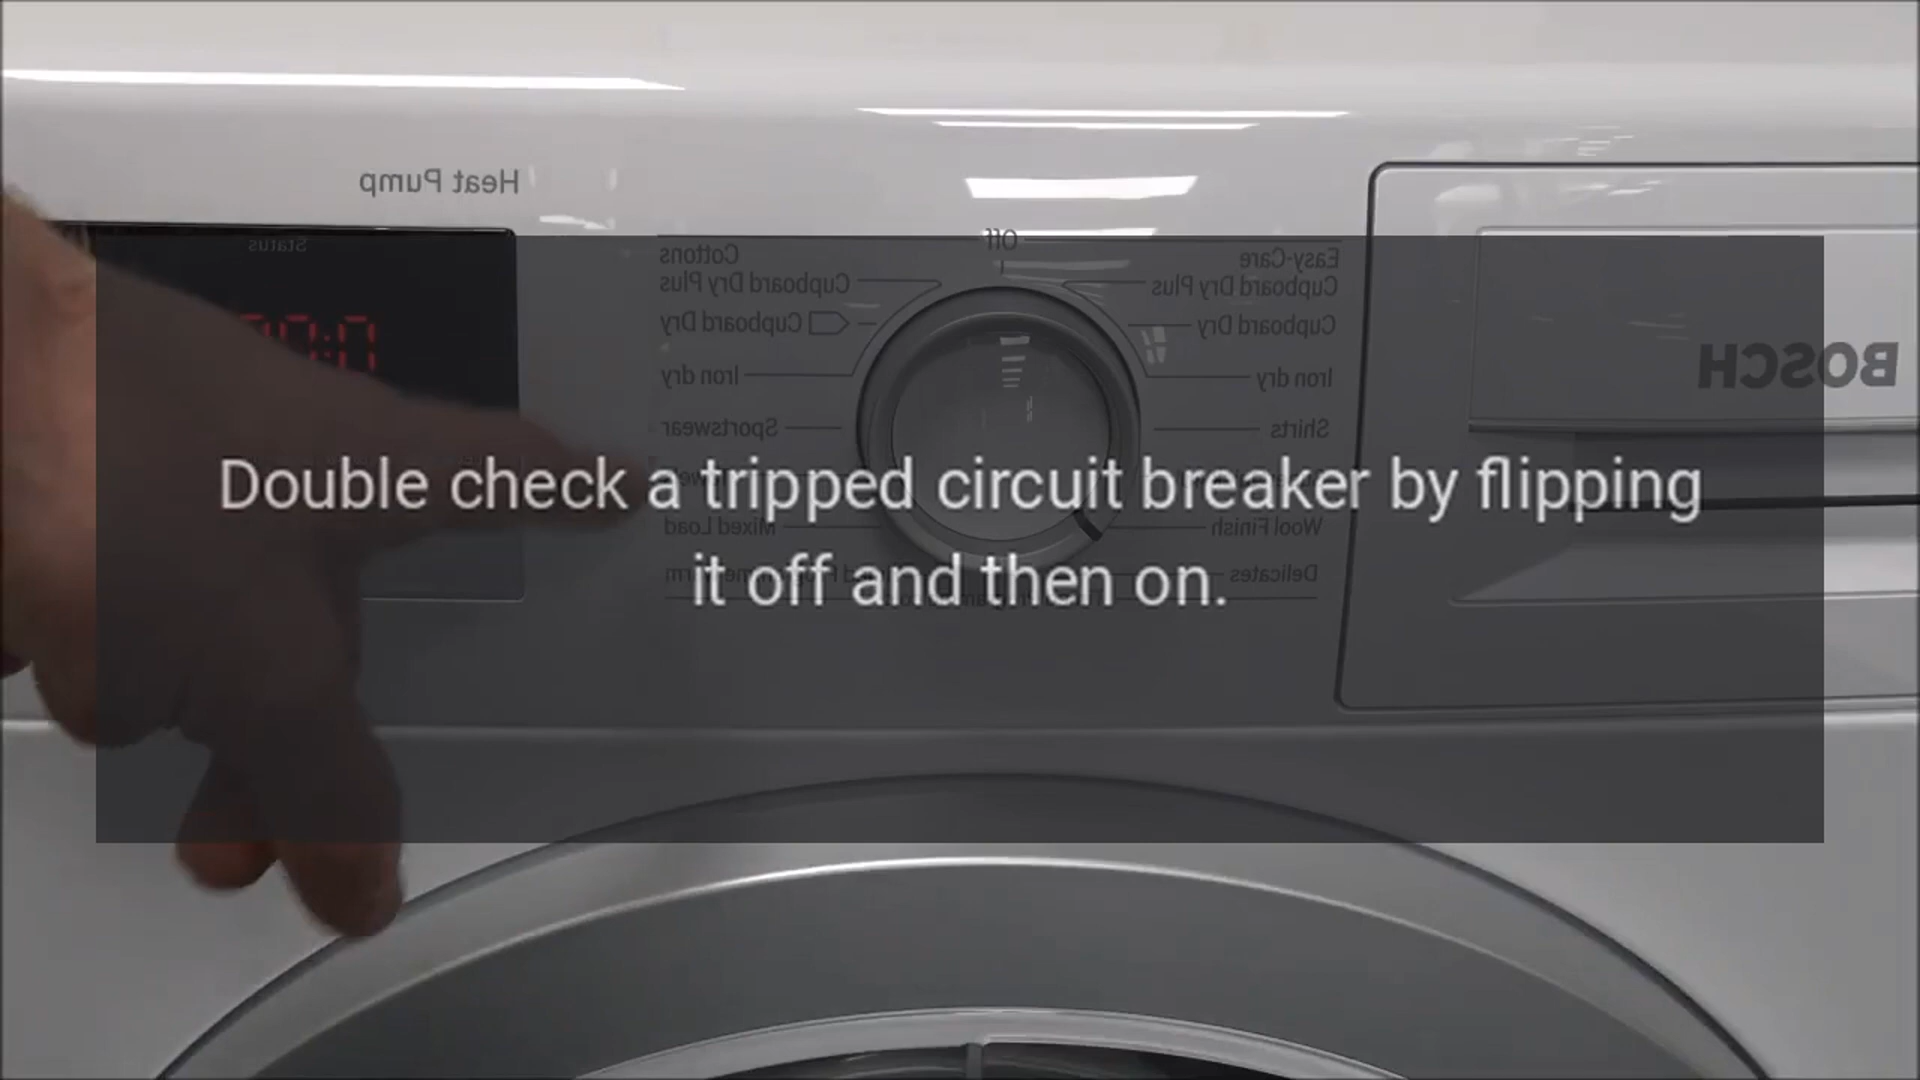 Heat Pump
Status
Off
Cottons
Easy-Care
Cupboard Dry Plus
Cupboard Dry Plus
Cupboard Dry
Cupboard Dry
Iron dry
Iron dry
BOSCH
Sportswear
Shirts
Double check a tripped circuit breaker by flipping
Mixed Load
Wool Finish
it off and then on.
Delicates